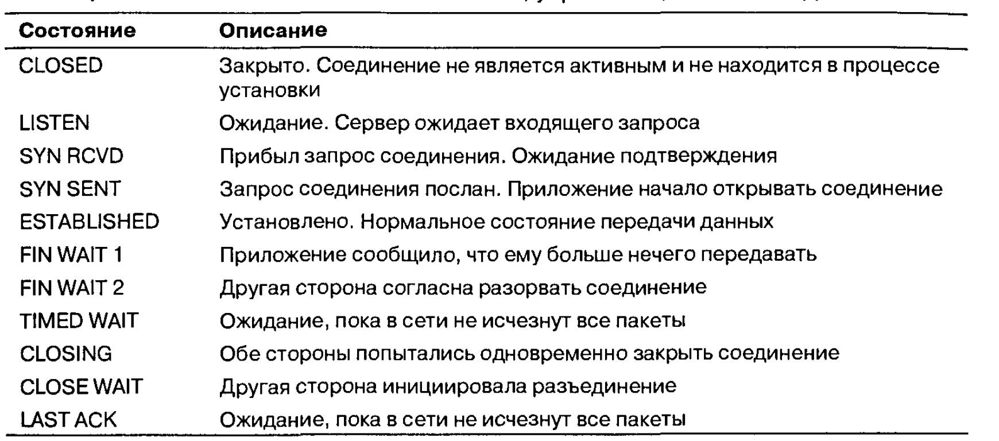 Состояние Описание
CLOSED Закрыто. Соединение не является активным и не находится в процессе
установки
LISTEN Ожидание. Сервер ожидает входящего запроса
SYN RCVD Прибыл запрос соединения. Ожидание подтверждения
SYN SENT Запрос соединения послан. Приложение начало открывать соединение
ESTABLISHED Установлено. Нормальное состояние передачи данных
FIN WAIT 1 Приложение сообщило, что ему больше нечего передавать
FIN WAIT 2 Другая сторона согласна разорвать соединение
TIMED WAIT Ожидание, пока в сети не исчезнут все пакеты
CLOSING Обе стороны попытались одновременно закрыть соединение
CLOSE WAIT Другая сторона инициировала разъединение
LAST ACK Ожидание, пока в сети не исчезнут все пакеты